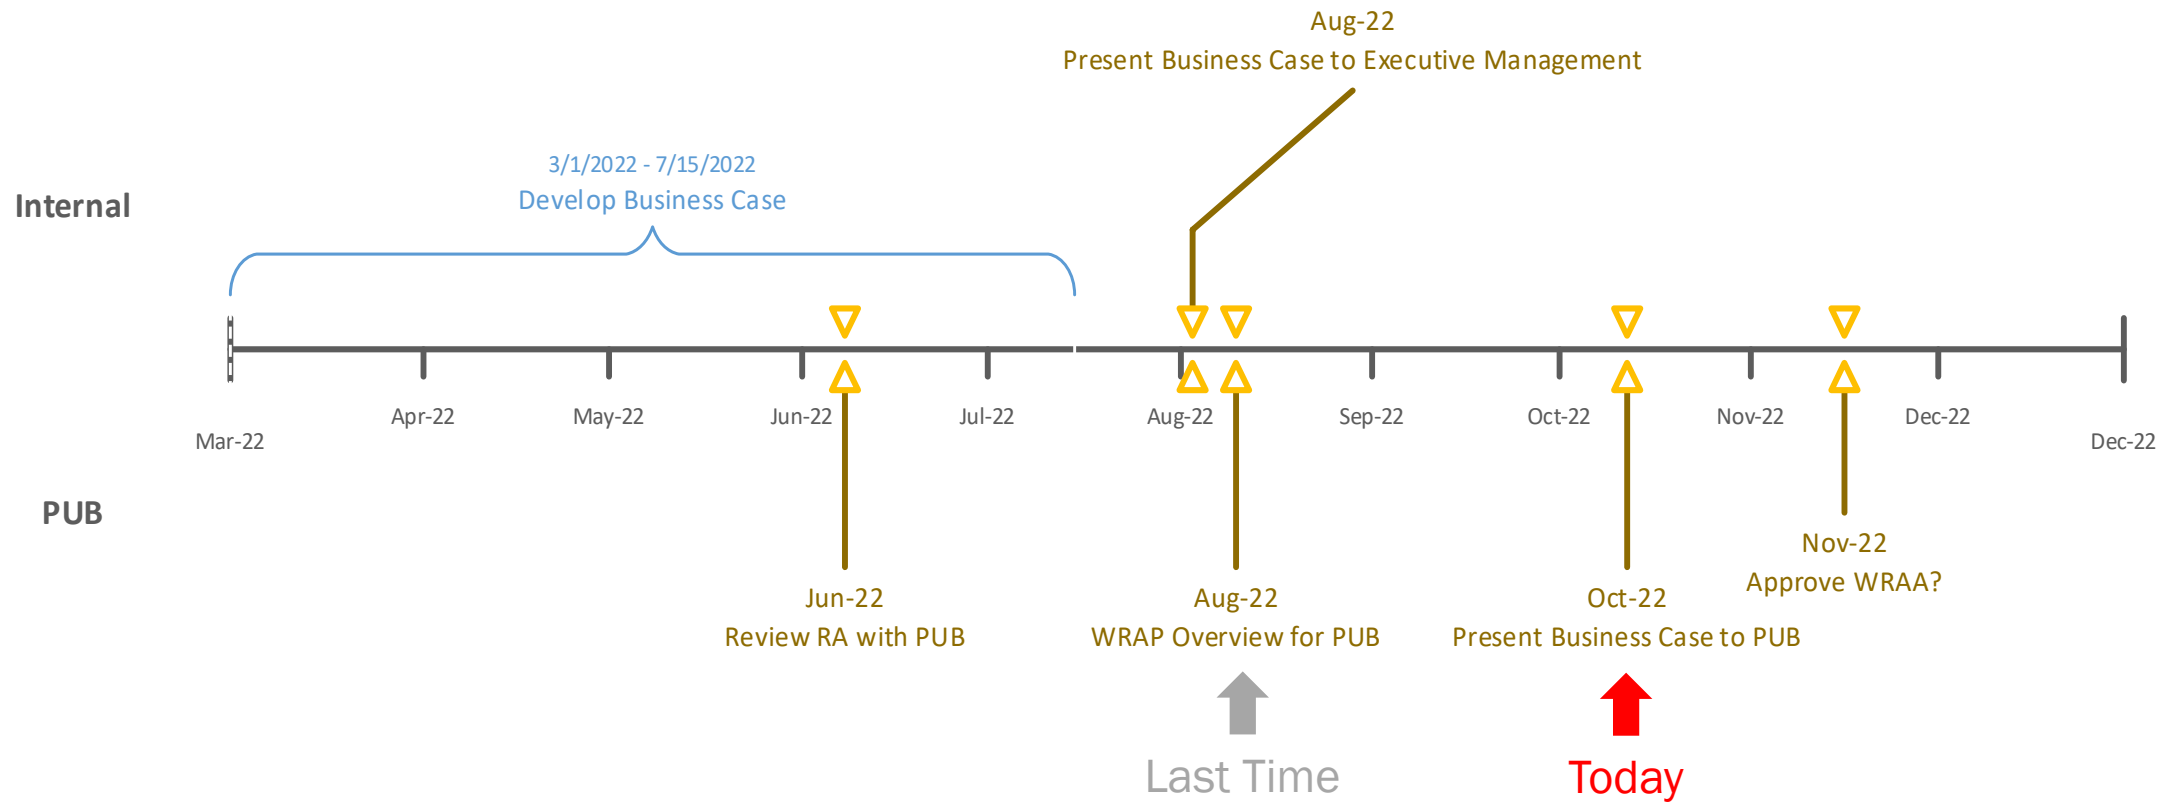 Aug-22
Present Business Case to Executive Management
3/1/2022 - 7/15/2022
Develop Business Case
Internal
Apr-22
May-22
Jun-22
Jul-22
Aug-22
Sep-22
Oct-22
Nov-22
Dec-22
Mar-22
Dec-22
PUB
Jun-22
Review RA with PUB
Aug-22
WRAP Overview for PUB
Oct-22
Present Business Case to PUB
Nov-22
Approve WRAA?
Last Time
Today